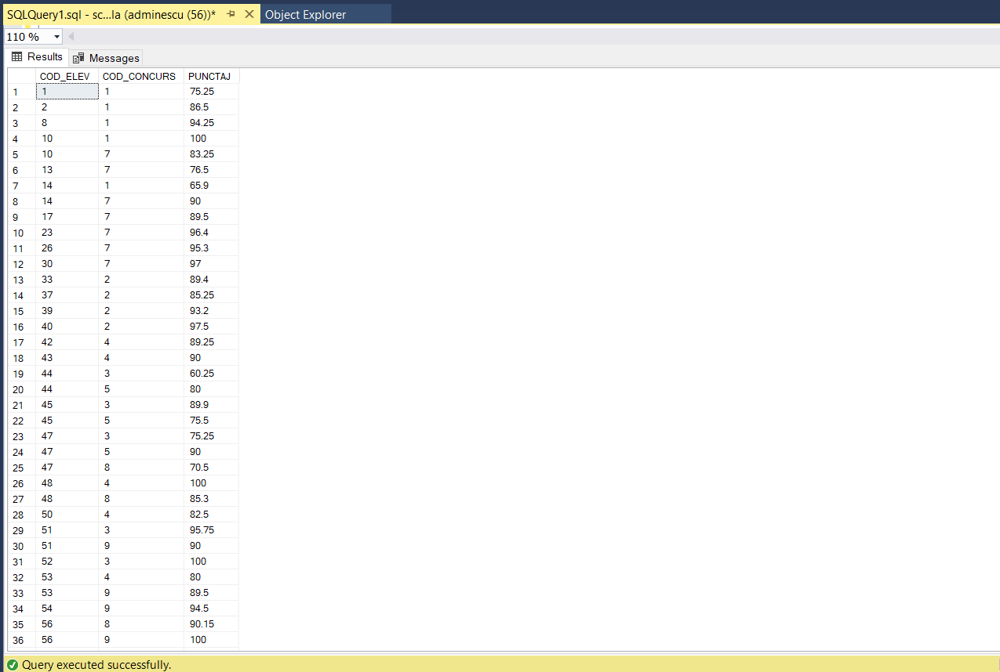 SQLQuery1.sql - sc...la (adminescu (56))* Object Explorer
110 %
Results Messages
COD_ELEV COD_CONCURS PUNCTAJ
1 1 1 75.25
2 2 1 86.5
3 8 1 94.25
4 10 1 100
5 10 7 83.25
6 13 7 76.5
7 14 1 65.9
8 14 7 90
9 17 7 89.5
10 23 7 96.4
11 26 7 95.3
12 30 7 97
13 33 2 89.4
14 37 2 85.25
15 39 2 93.2
16 40 2 97.5
17 42 4 89.25
18 43 4 90
19 44 3 60.25
20 44 5 80
21 45 3 89.9
22 45 5 75.5
23 47 3 75.25
24 47 5 90
25 47 8 70.5
26 48 4 100
27 48 8 85.3
28 50 4 82.5
29 51 3 95.75
30 51 9 90
31 52 3 100
32 53 4 80
33 53 9 89.5
34 54 9 94.5
35 56 8 90.15
36 56 9 100
Query executed successfully.